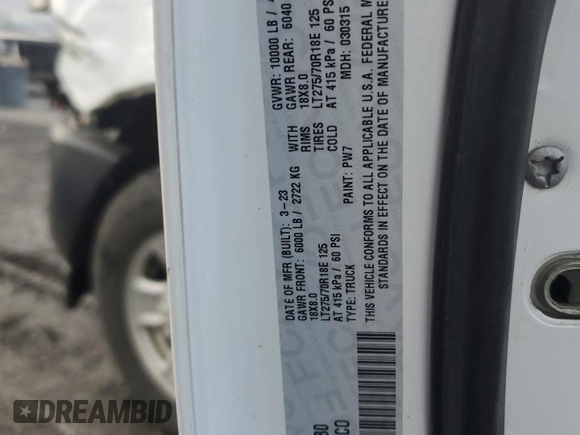 DATE OF MFR (BUILT): 3-23 GVWR: 10000 LB /
GAWR FRONT: 6000 LB / 2722 KG WITH GAWR REAR: 6040
18X8.0 RIMS 18X8.0
LT275/70R18E 125 TIRES LT275/70R18E 125
AT 415 kPa / 60 PSI COLD AT 415 kPa / 60 PS
TYPE: TRUCK PAINT: PW7 MDH: 030315
THIS VEHICLE CONFORMS TO ALL APPLICABLE U.S.A. FEDERAL M
STANDARDS IN EFFECT ON THE DATE OF MANUFACTURE
DREAMBID